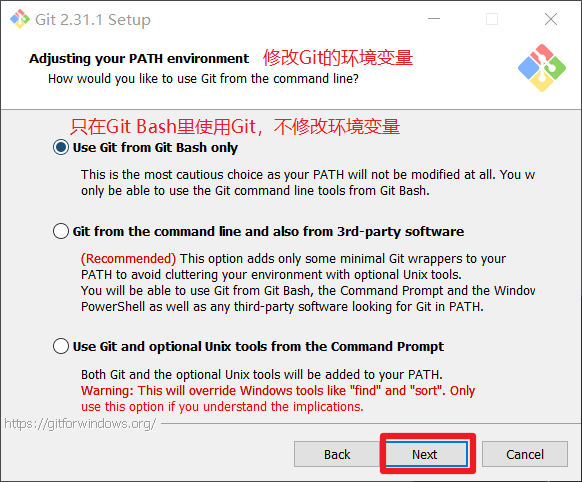 Git 2.31.1 Setup
Adjusting your PATH environment 修改Git的环境变量
How would you like to use Git from the command line?
只在Git Bash里使用Git，不修改环境变量
Use Git from Git Bash only
This is the most cautious choice as your PATH will not be modified at all. You w
only be able to use the Git command line tools from Git Bash.
Git from the command line and also from 3rd-party software
(Recommended) This option adds only some minimal Git wrappers to your
PATH to avoid cluttering your environment with optional Unix tools.
You will be able to use Git from Git Bash, the Command Prompt and the Window
PowerShell as well as any third-party software looking for Git in PATH.
Use Git and optional Unix tools from the Command Prompt
Both Git and the optional Unix tools will be added to your PATH.
Warning: This will override Windows tools like "find" and "sort". Only
use this option if you understand the implications.
https://gitforwindows.org/
Back Next Cancel